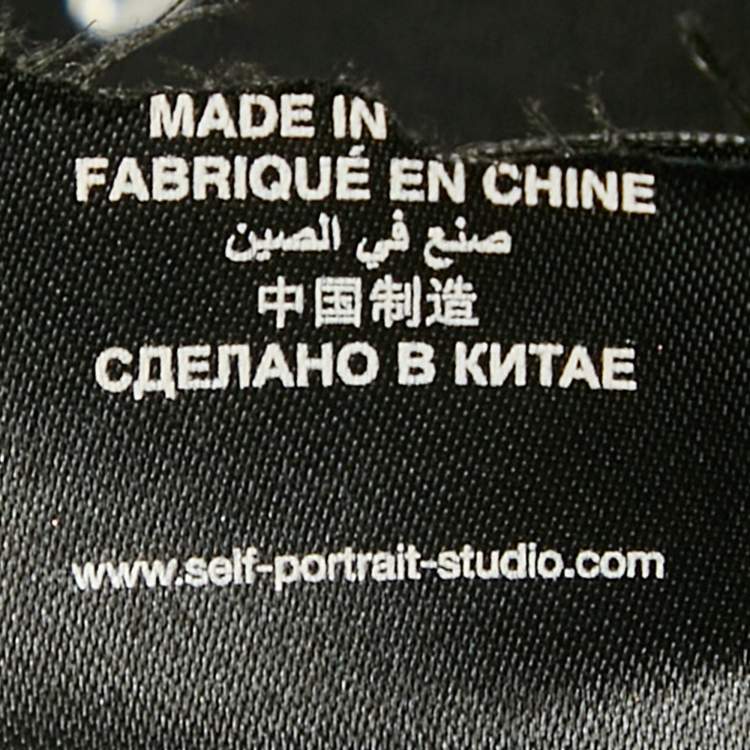 MADE IN
FABRIQUÉ EN CHINE
صنع في الصين
中国制造
СДЕЛАНО В КИТАЕ
www.self-portrait-studio.com